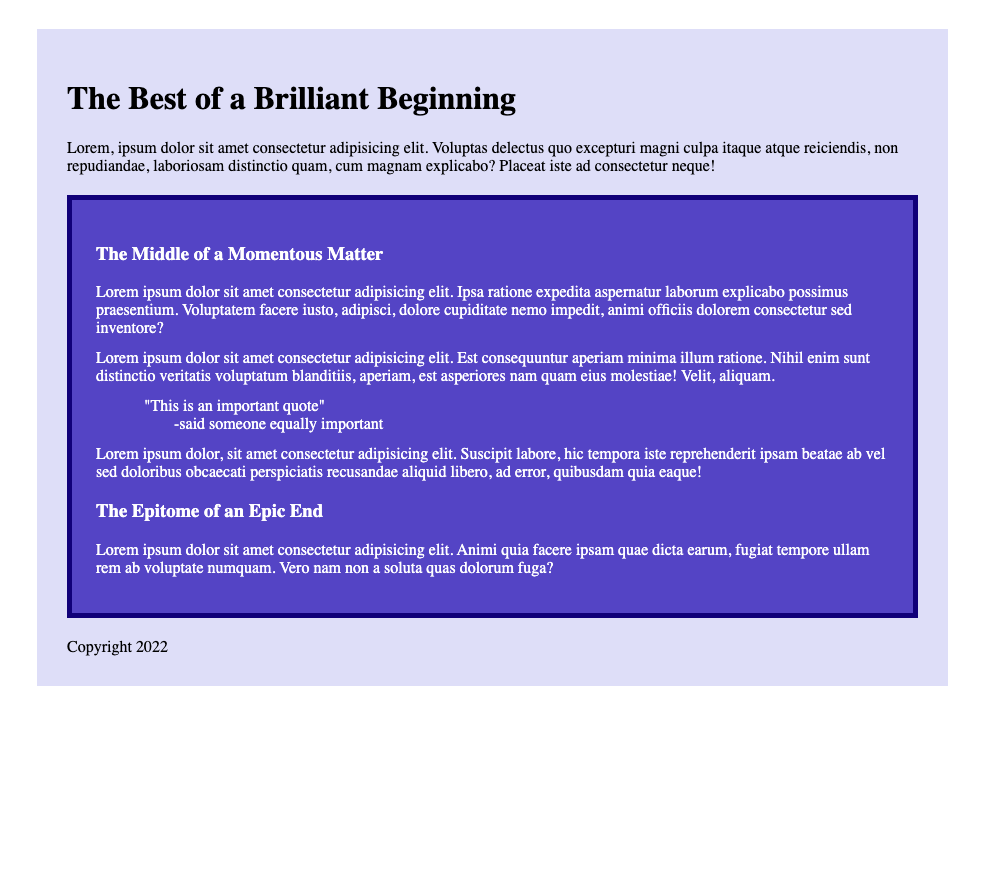 The Best of a Brilliant Beginning
Lorem, ipsum dolor sit amet consectetur adipisicing elit. Voluptas delectus quo excepturi magni culpa itaque atque reiciendis, non
repudiandae, laboriosam distinctio quam, cum magnam explicabo? Placeat iste ad consectetur neque!
The Middle of a Momentous Matter
Lorem ipsum dolor sit amet consectetur adipisicing elit. Ipsa ratione expedita aspernatur laborum explicabo possimus
praesentium. Voluptatem facere iusto, adipisci, dolore cupiditate nemo impedit, animi officiis dolorem consectetur sed
inventore?
Lorem ipsum dolor sit amet consectetur adipisicing elit. Est consequuntur aperiam minima illum ratione. Nihil enim sunt
distinctio veritatis voluptatum blanditiis, aperiam, est asperiores nam quam eius molestiae! Velit, aliquam.
"This is an important quote"
-said someone equally important
Lorem ipsum dolor, sit amet consectetur adipisicing elit. Suscipit labore, hic tempora iste reprehenderit ipsam beatae ab vel
sed doloribus obcaecati perspiciatis recusandae aliquid libero, ad error, quibusdam quia eaque!
The Epitome of an Epic End
Lorem ipsum dolor sit amet consectetur adipisicing elit. Animi quia facere ipsam quae dicta earum, fugiat tempore ullam
rem ab voluptate numquam. Vero nam non a soluta quas dolorum fuga?
Copyright 2022